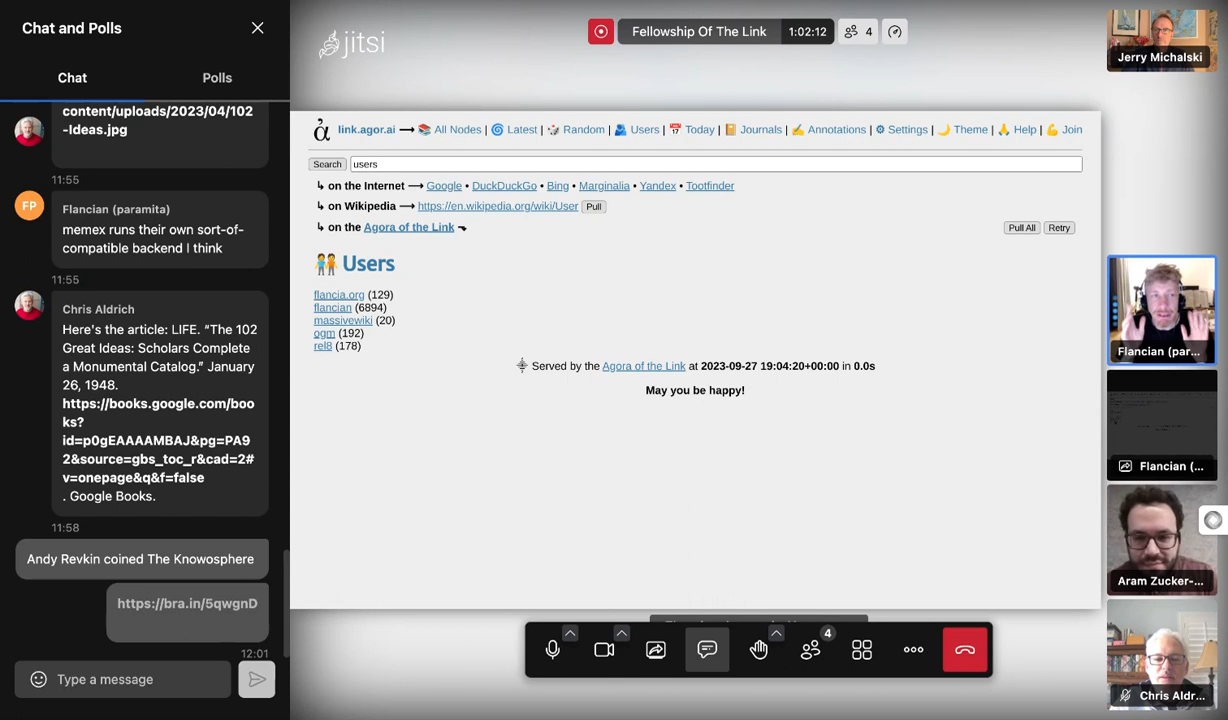 Chat and Polls
Chat
Polls
content/uploads/2023/04/102
-Ideas.jpg
11:55
FP
Flancian (paramita)
memex runs their own sort-of-
compatible backend I think
11:55
Chris Aldrich
Here's the article: LIFE. “The 102
Great Ideas: Scholars Complete
a Monumental Catalog.” January
26, 1948.
https://books.google.com/boo
ks?
id=p0gEAAAAMBAJ&pg=PA9
2&source=gbs_toc_r&cad=2#
v=onepage&q&f=false
. Google Books.
11:58
Andy Revkin coined The Knowosphere
https://bra.in/5qwgnD
12:01
Type a message
jitsi
Fellowship Of The Link
1:02:12
4
link.agor.ai ⟶ 📚 All Nodes | 🌀 Latest | 🎲 Random | 🫂 Users | 📅 Today | 📔 Journals | ✍ Annotations | ⚙ Settings | 🌙 Theme | 🙏 Help | 💪 Join
Search
users
↳ on the Internet ⟶ Google • DuckDuckGo • Bing • Marginalia • Yandex • Tootfinder
↳ on Wikipedia ⟶ https://en.wikipedia.org/wiki/User Pull
↳ on the Agora of the Link
Pull All
Retry
Users
flancia.org (129)
flancian (6894)
massivewiki (20)
ogm (192)
rel8 (178)
Served by the Agora of the Link at 2023-09-27 19:04:20+00:00 in 0.0s
May you be happy!
4
Jerry Michalski
Flancian (par...
Flancian (...
Aram Zucker-...
Chris Aldr...